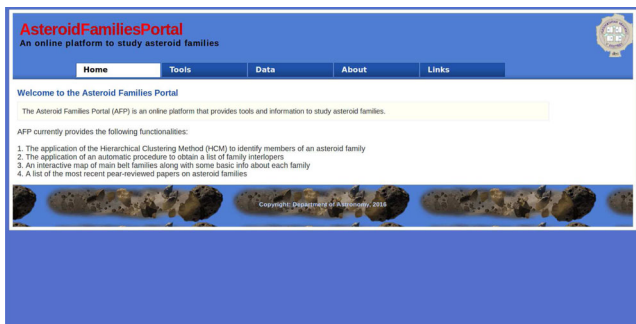 AsteroidFamiliesPortal
An online platform to study asteroid families
Home Tools Data About Links
Welcome to the Asteroid Families Portal
The Asteroid Families Portal (AFP) is an online platform that provides tools and information to study asteroid families.
AFP currently provides the following functionalities:
1. The application of the Hierarchical Clustering Method (HCM) to identify members of an asteroid family
2. The application of an automatic procedure to obtain a list of family interlopers
3. An interactive map of main belt families along with some basic info about each family
4. A list of the most recent pear-reviewed papers on asteroid families
Copyright: Department of Astronomy, 2016